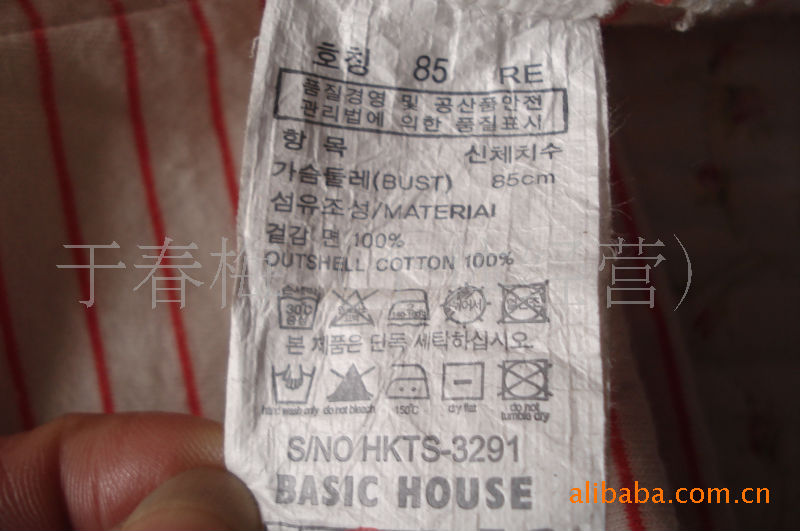 호칭 85 RE
품질경영 및 공산품안전
관리법에 의한 품질표시
항 목 신체치수
가슴둘레(BUST) 85cm
섬유조성/MATERIAL
겉감 면 100%
OUTSHELL COTTON 100%
30℃
본 제품은 단독 세탁하십시오.
hand wash only do not bleach 150℃ dry flat do not tumble dry
S/NO HKTS-3291
BASIC HOUSE
于春梅 营）
alibaba.com.cn